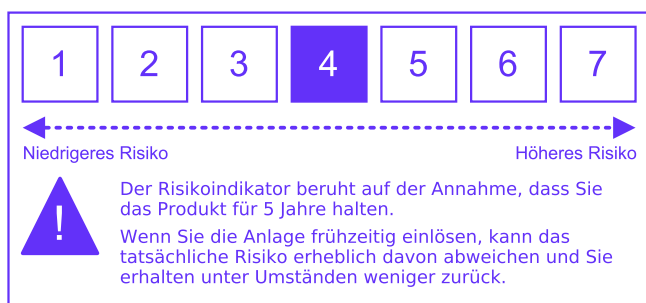 1 2 3 4 5 6 7
Niedrigeres Risiko Höheres Risiko
!
Der Risikoindikator beruht auf der Annahme, dass Sie
das Produkt für 5 Jahre halten.
Wenn Sie die Anlage frühzeitig einlösen, kann das
tatsächliche Risiko erheblich davon abweichen und Sie
erhalten unter Umständen weniger zurück.